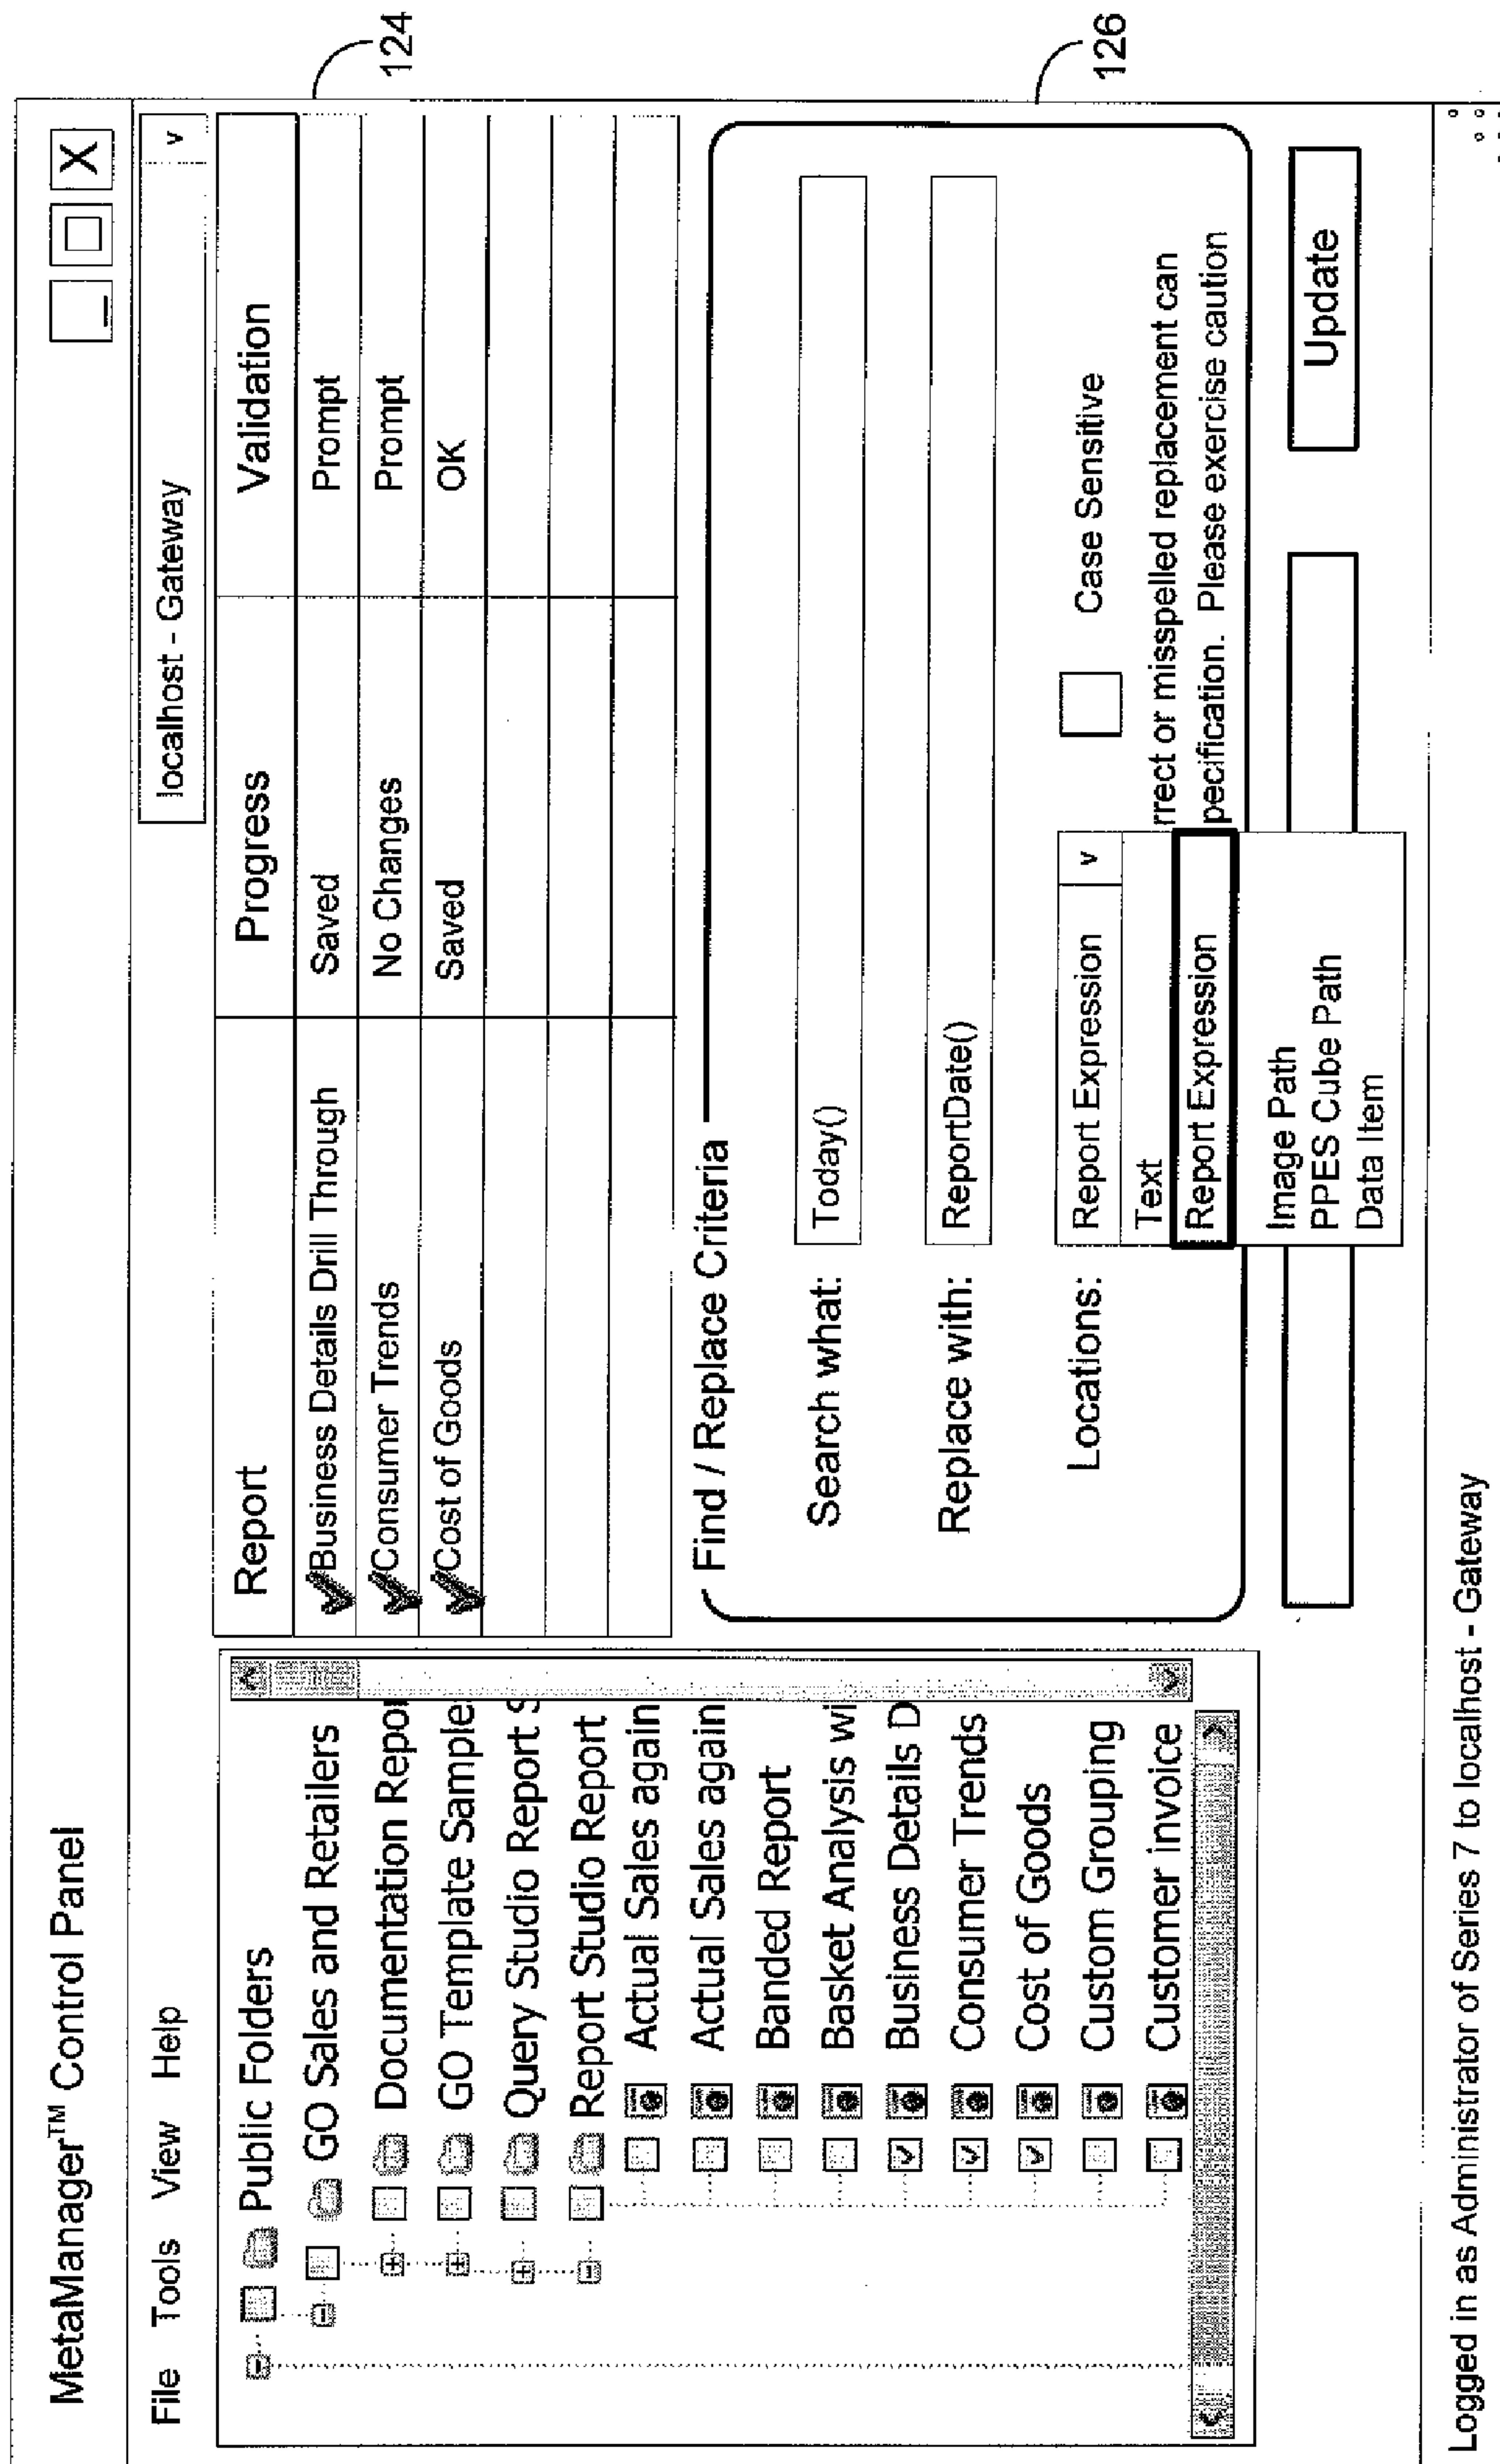 MetaManager™ Control Panel
File Tools View Help
localhost - Gateway v
Public Folders
GO Sales and Retailers
Documentation Repor
GO Template Sample
Query Studio Report S
Report Studio Report
Actual Sales again
Actual Sales again
Banded Report
Basket Analysis wi
Business Details D
Consumer Trends
Cost of Goods
Custom Grouping
Customer invoice
Report Progress Validation
Business Details Drill Through Saved Prompt
Consumer Trends No Changes Prompt
Cost of Goods Saved OK
124
Find / Replace Criteria
Search what: Today()
Replace with: ReportDate()
Locations: Report Expression v Case Sensitive
Text
Report Expression
Image Path
PPES Cube Path
Data Item
rrect or misspelled replacement can
pecification. Please exercise caution
126
Update
Logged in as Administrator of Series 7 to localhost - Gateway